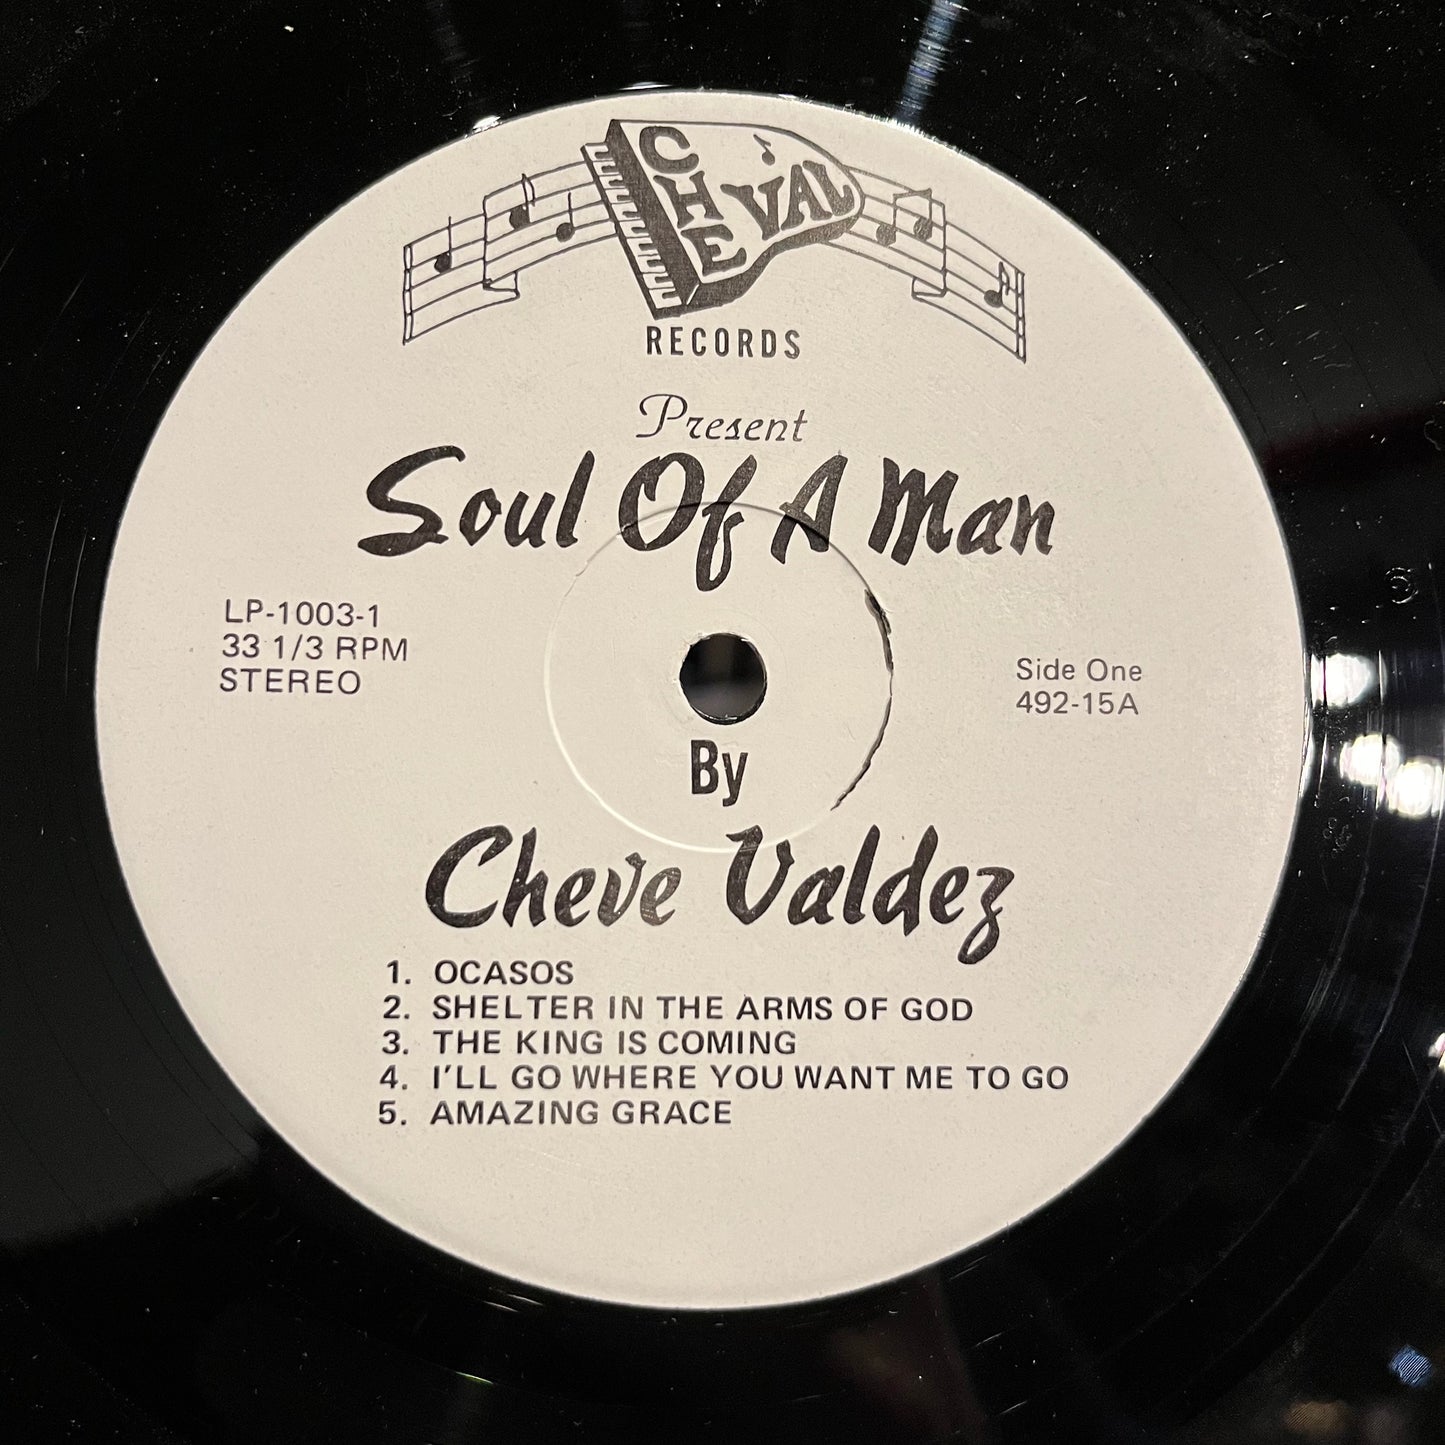 CHE VAL
RECORDS
Present
Soul Of A Man
LP-1003-1
33 1/3 RPM
STEREO
Side One
492-15A
By
Cheve Valdez
1. OCASOS
2. SHELTER IN THE ARMS OF GOD
3. THE KING IS COMING
4. I'LL GO WHERE YOU WANT ME TO GO
5. AMAZING GRACE